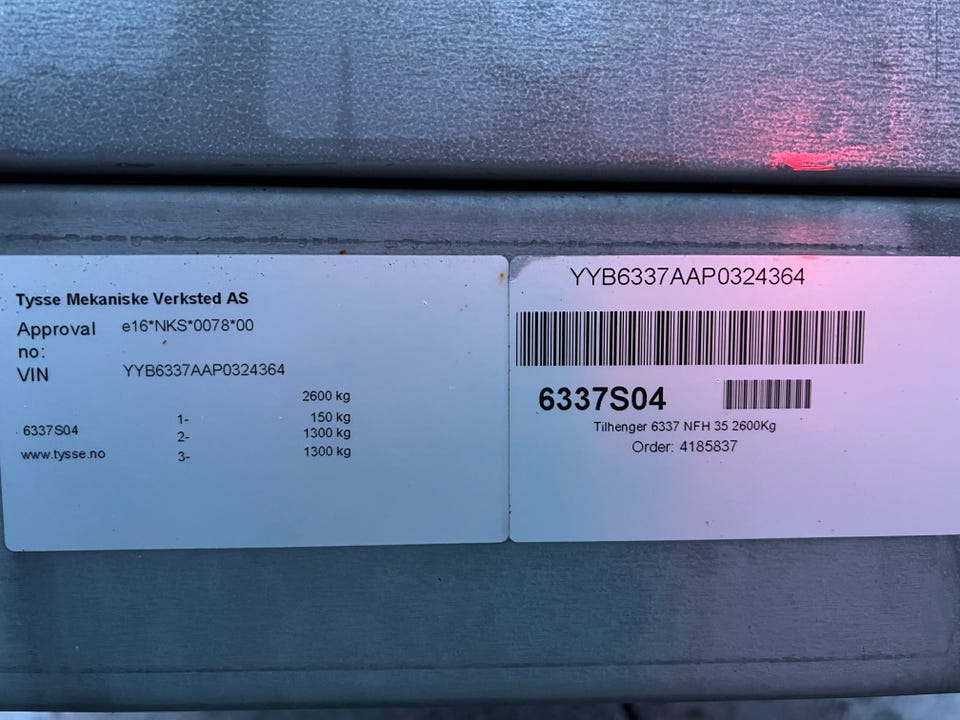 Tysse Mekaniske Verksted AS
Approval no: e16*NKS*0078*00
VIN YYB6337AAP0324364
2600 kg
1- 150 kg
6337S04 2- 1300 kg
www.tysse.no 3- 1300 kg
YYB6337AAP0324364
6337S04
Tilhenger 6337 NFH 35 2600Kg
Order: 4185837